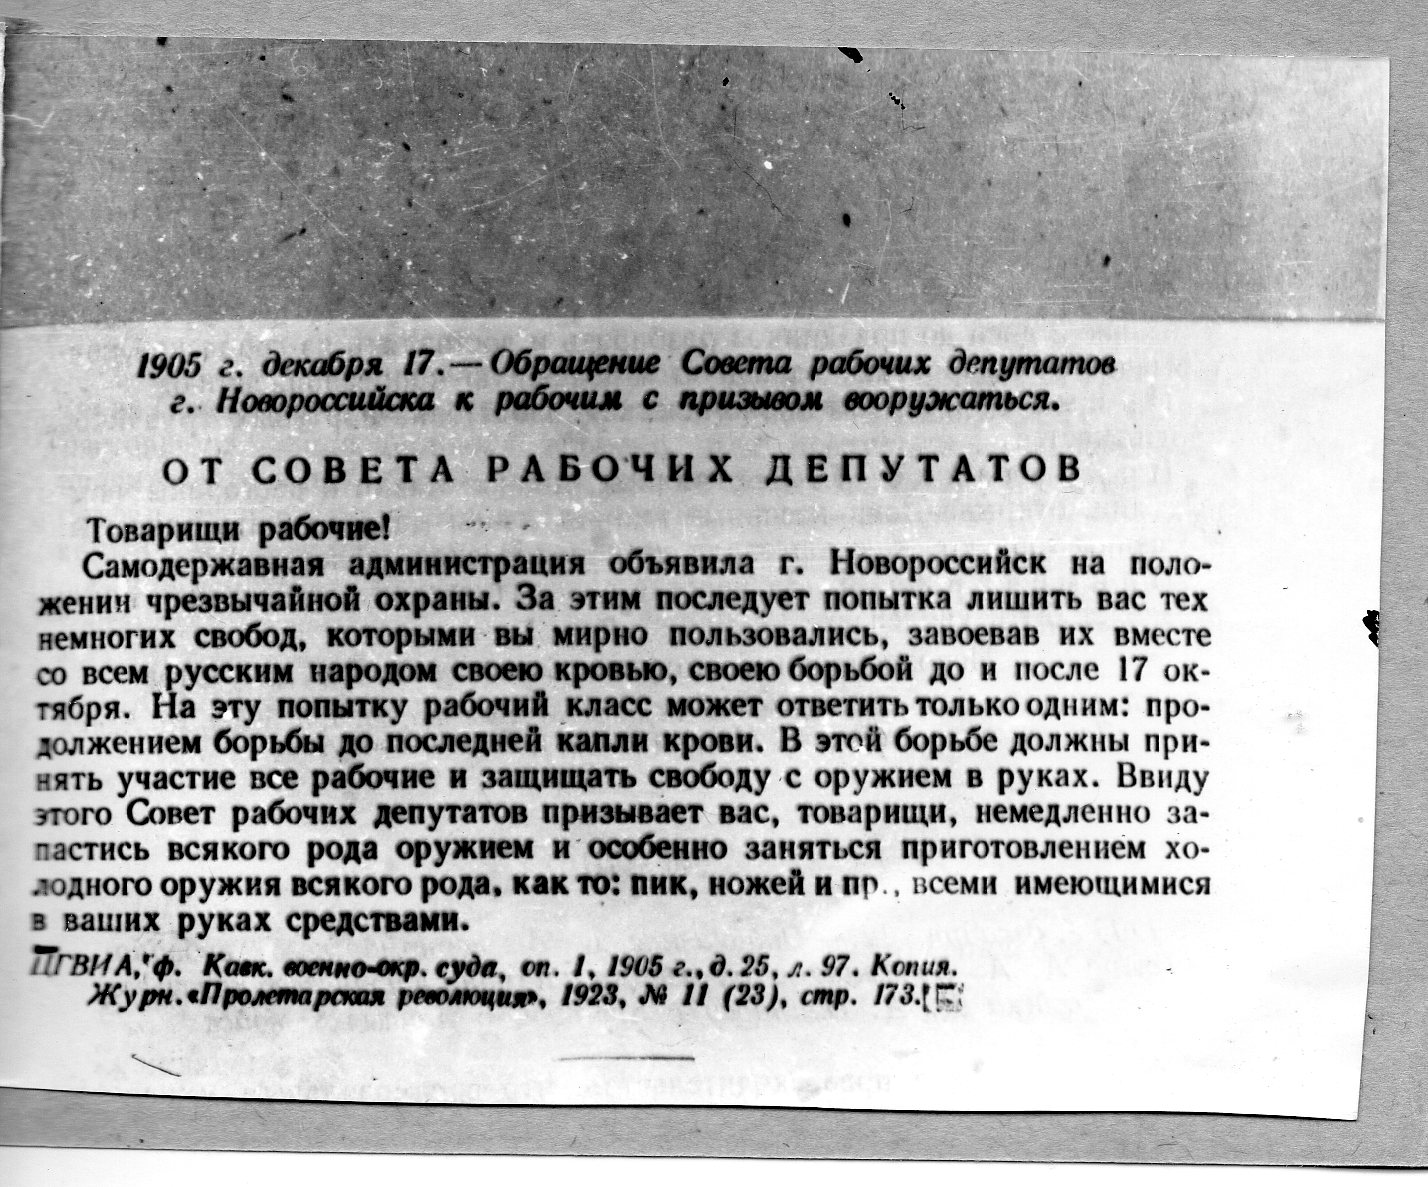 1905 г. декабря 17.— Обращение Совета рабочих депутатов
г. Новороссийска к рабочим с призывом вооружаться.
ОТ СОВЕТА РАБОЧИХ ДЕПУТАТОВ
Товарищи рабочие!
Самодержавная администрация объявила г. Новороссийск на поло-
жении чрезвычайной охраны. За этим последует попытка лишить вас тех
немногих свобод, которыми вы мирно пользовались, завоевав их вместе
со всем русским народом своею кровью, своею борьбой до и после 17 ок-
тября. На эту попытку рабочий класс может ответить только одним: про-
должением борьбы до последней капли крови. В этой борьбе должны при-
нять участие все рабочие и защищать свободу с оружием в руках. Ввиду
этого Совет рабочих депутатов призывает вас, товарищи, немедленно за-
пастись всякого рода оружием и особенно заняться приготовлением хо-
лодного оружия всякого рода, как то: пик, ножей и пр., всеми имеющимися
в ваших руках средствами.
ЦГВИА, ф. Кавк. военно-окр. суда, оп. 1, 1905 г., д. 25, л. 97. Копия.
Журн. «Пролетарская революция», 1923, № 11 (23), стр. 173.